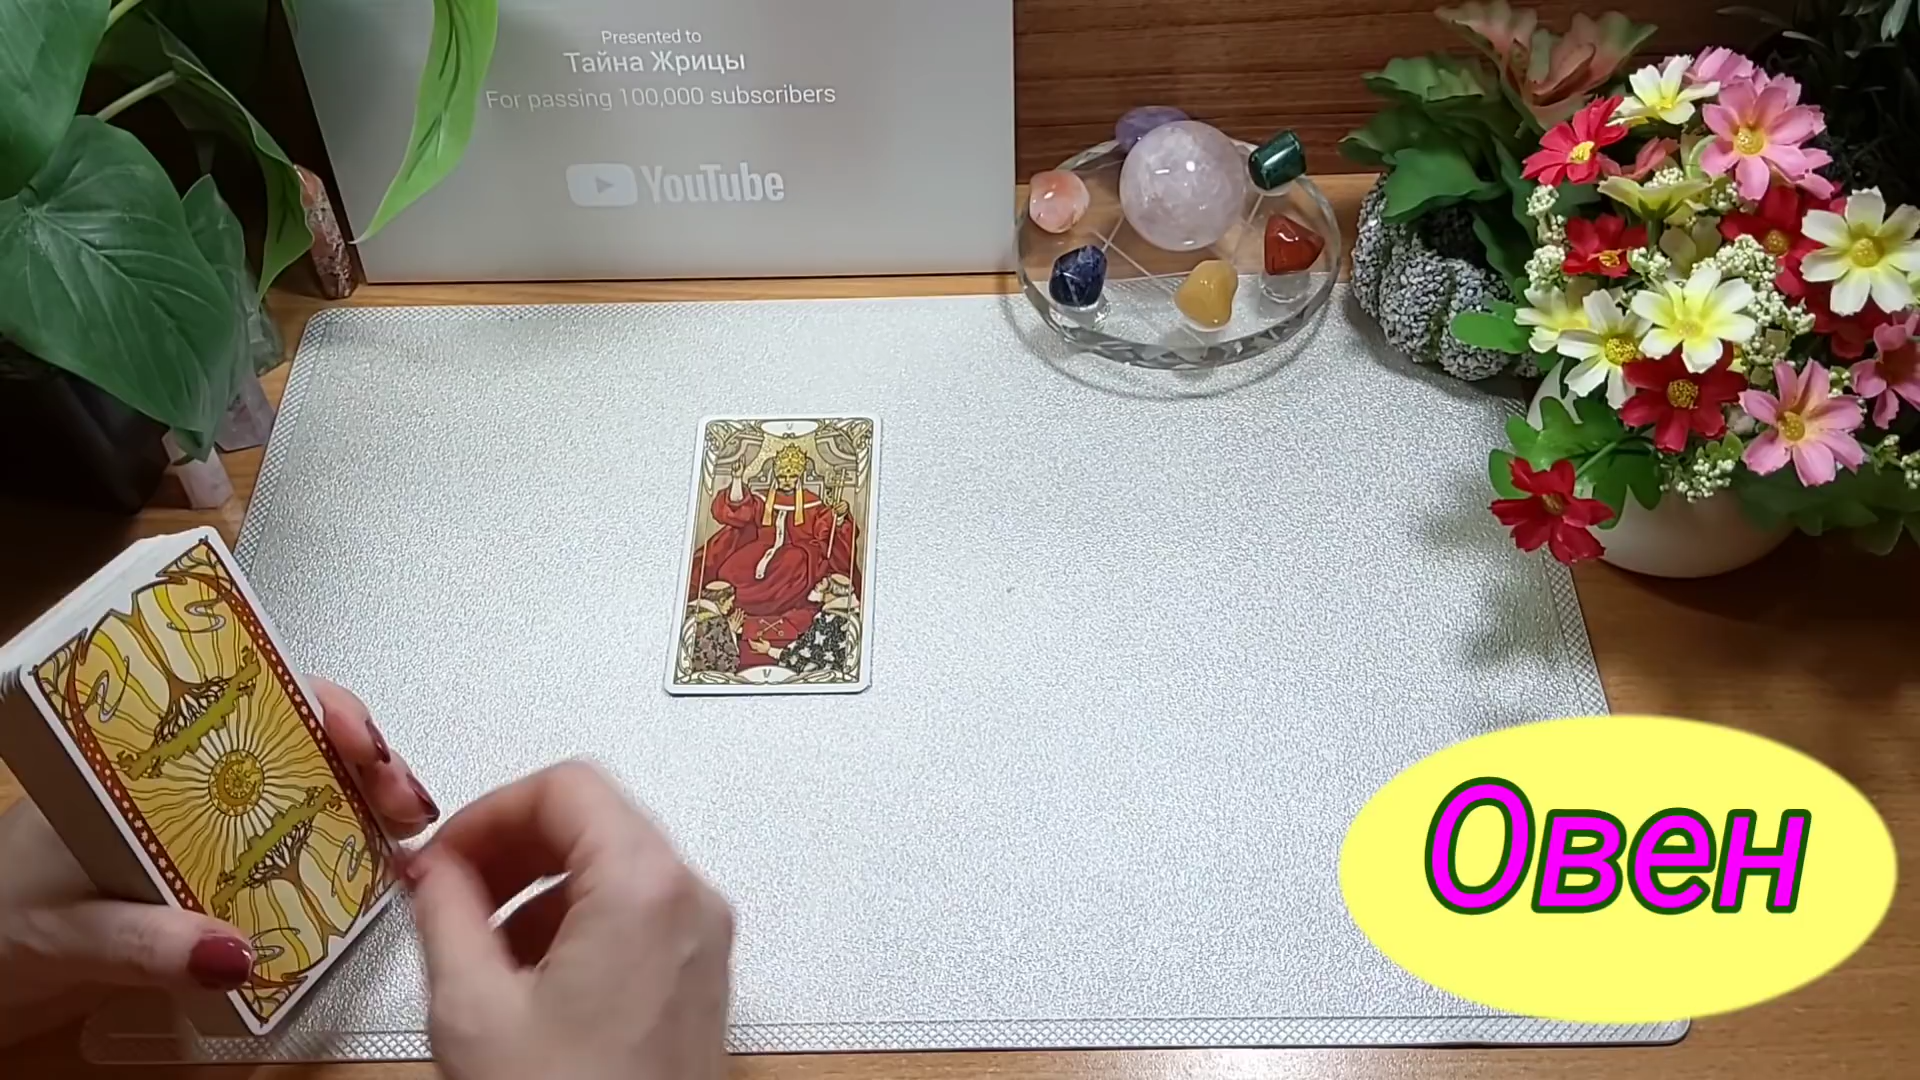 Presented to
Тайна Жрицы
For passing 100,000 subscribers
YouTube
V
V
Овен